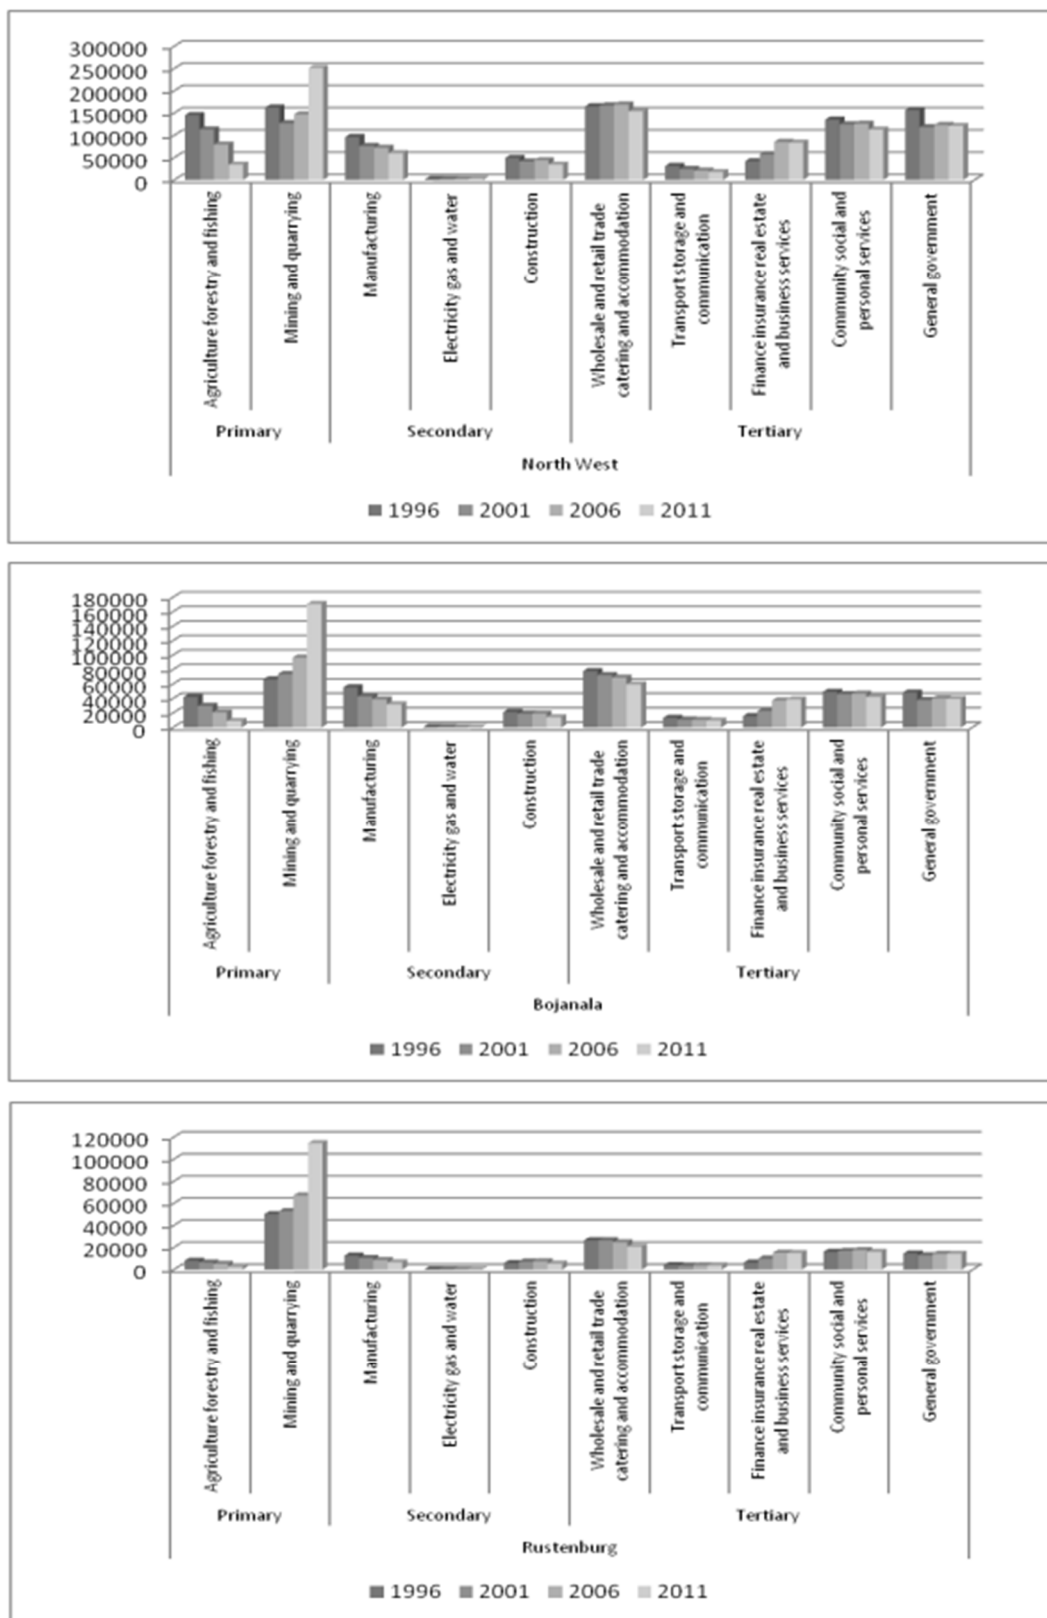 300000
250000
200000
150000
100000
50000
0
Agriculture forestry and fishing
Mining and quarrying
Manufacturing
Electricity gas and water
Construction
Wholesale and retail trade
catering and accommodation
Transport storage and
communication
Finance insurance real estate
and business services
Community social and
personal services
General government
Primary Secondary Tertiary
North West
1996 2001 2006 2011
180000
160000
140000
120000
100000
80000
60000
40000
20000
0
Agriculture forestry and fishing
Mining and quarrying
Manufacturing
Electricity gas and water
Construction
Wholesale and retail trade
catering and accommodation
Transport storage and
communication
Finance insurance real estate
and business services
Community social and
personal services
General government
Primary Secondary Tertiary
Bojanala
1996 2001 2006 2011
120000
100000
80000
60000
40000
20000
0
Agriculture forestry and fishing
Mining and quarrying
Manufacturing
Electricity gas and water
Construction
Wholesale and retail trade
catering and accommodation
Transport storage and
communication
Finance insurance real estate
and business services
Community social and
personal services
General government
Primary Secondary Tertiary
Rustenburg
1996 2001 2006 2011